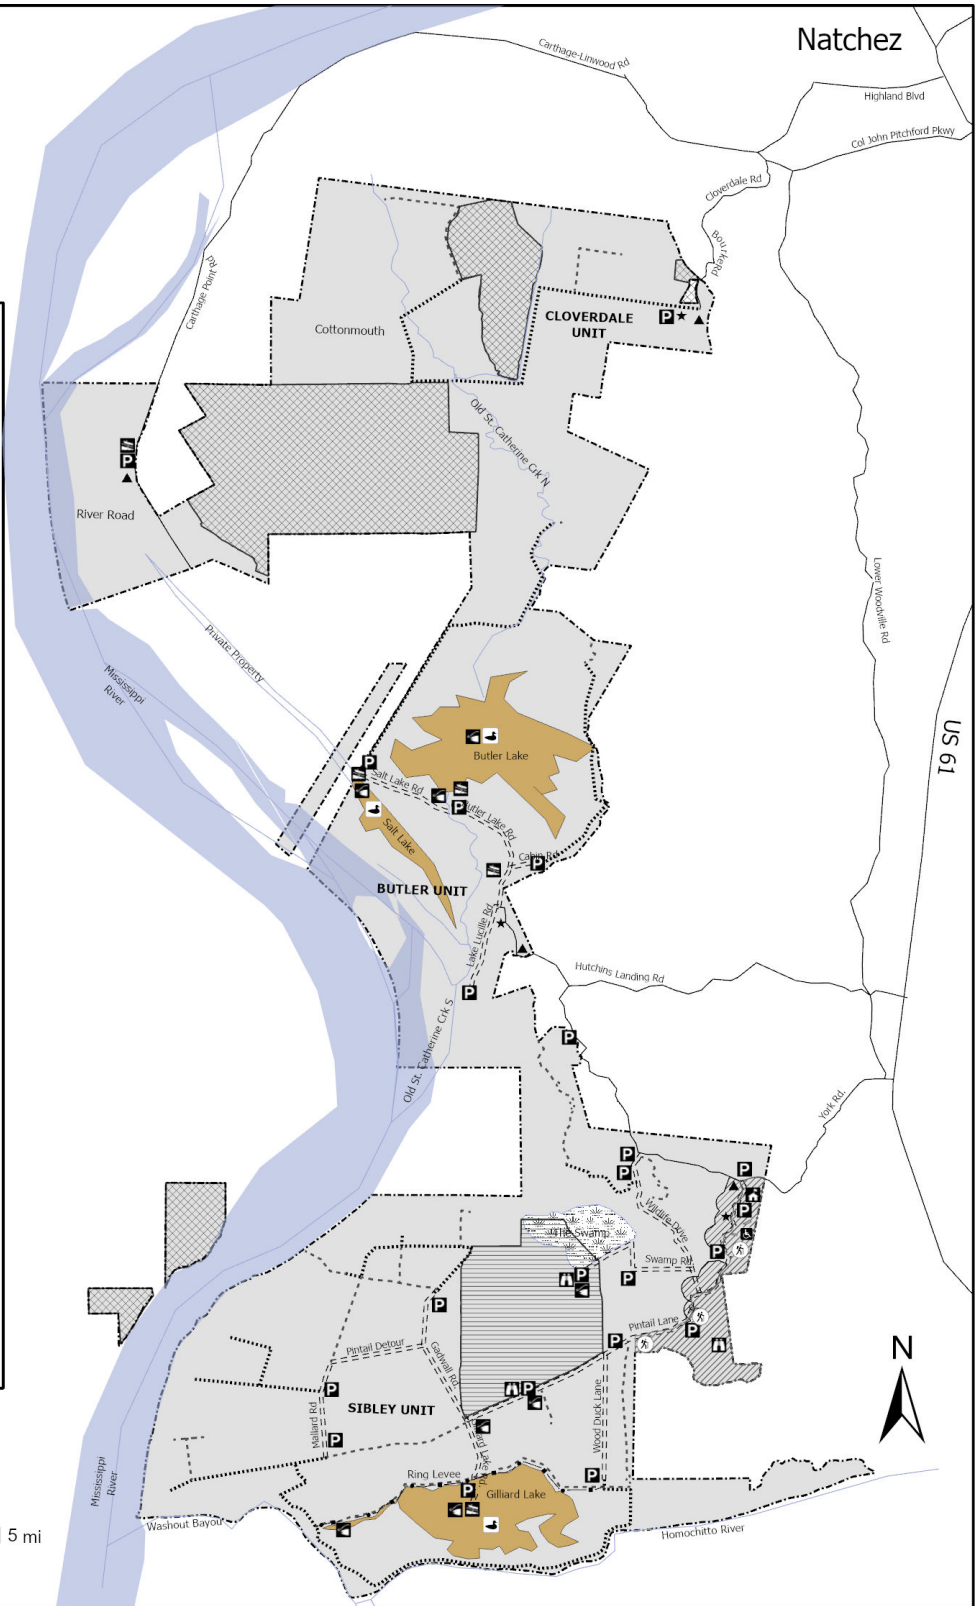 Natchez
Carthage-Linwood Rd
Highland Blvd
Col John Pitchford Pkwy
Cloverdale Rd
Bourke Rd
Carthage Point Rd
Cottonmouth
P
CLOVERDALE
UNIT
Old St. Catherine Crk N
P
River Road
Lower Woodville Rd
Private Property
Mississippi
River
US 61
Butler Lake
P
Salt Lake Rd
P
Butler Lake Rd
Salt Lake
Cabin Rd
P
BUTLER UNIT
Lake Lucille Rd
Hutchins Landing Rd
P
Old St. Catherine Crk S
P
York Rd.
P
P
P
Wildlife Drive
P
The Swamp
P
Swamp Rd
P
P
P
Pintail Lane
P
P
N
Pintail Detour
Gadwall Rd
P
P
SIBLEY UNIT
Mallard Rd
Wood Duck Lane
P
Gilliard Lake Rd.
Ring Levee
P
P
Gilliard Lake
Mississippi
River
Washout Bayou
Homochitto River
5 mi